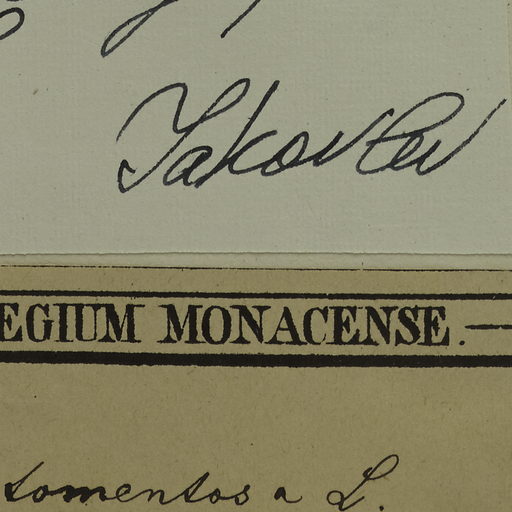 Jakovlev
EGIUM MONACENSE.
tomentosa L.